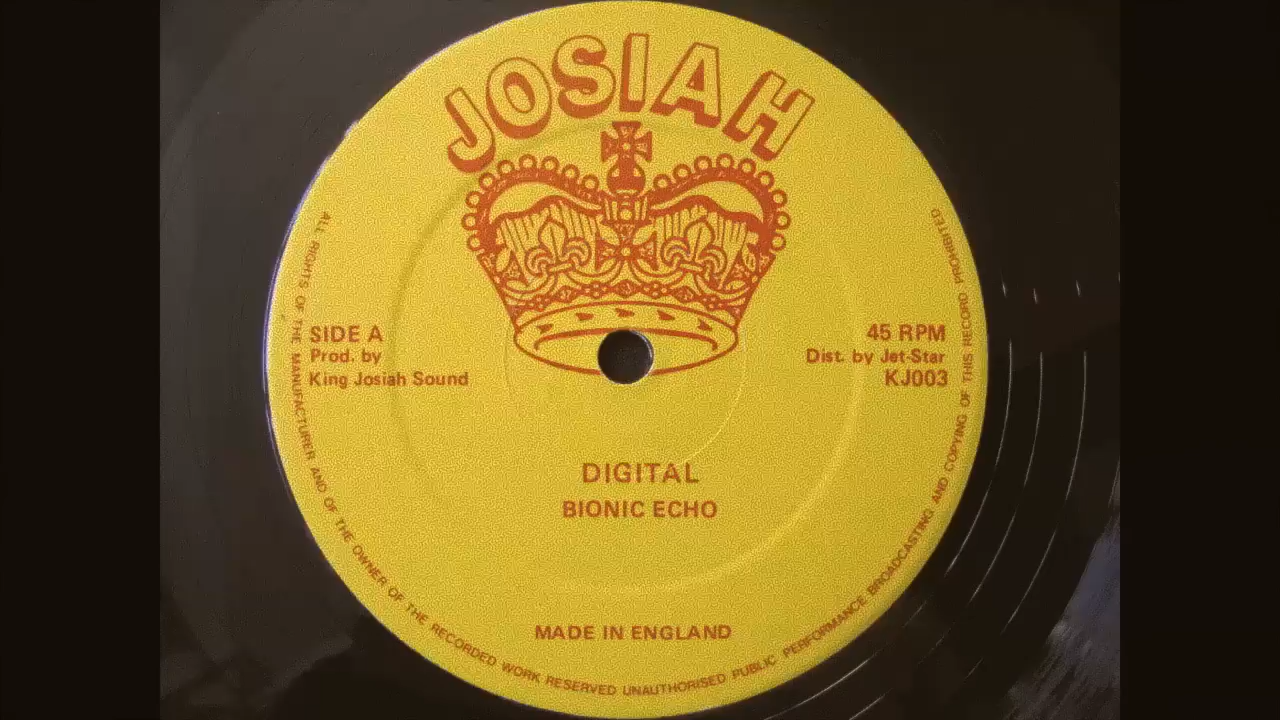 JOSIAH
SIDE A
Prod. by
King Josiah Sound
45 RPM
Dist. by Jet-Star
KJ003
DIGITAL
BIONIC ECHO
MADE IN ENGLAND
ALL RIGHTS OF THE MANUFACTURER AND OF THE OWNER OF THE RECORDED WORK RESERVED UNAUTHORISED PUBLIC PERFORMANCE BROADCASTING AND COPYING OF THIS RECORD PROHIBITED